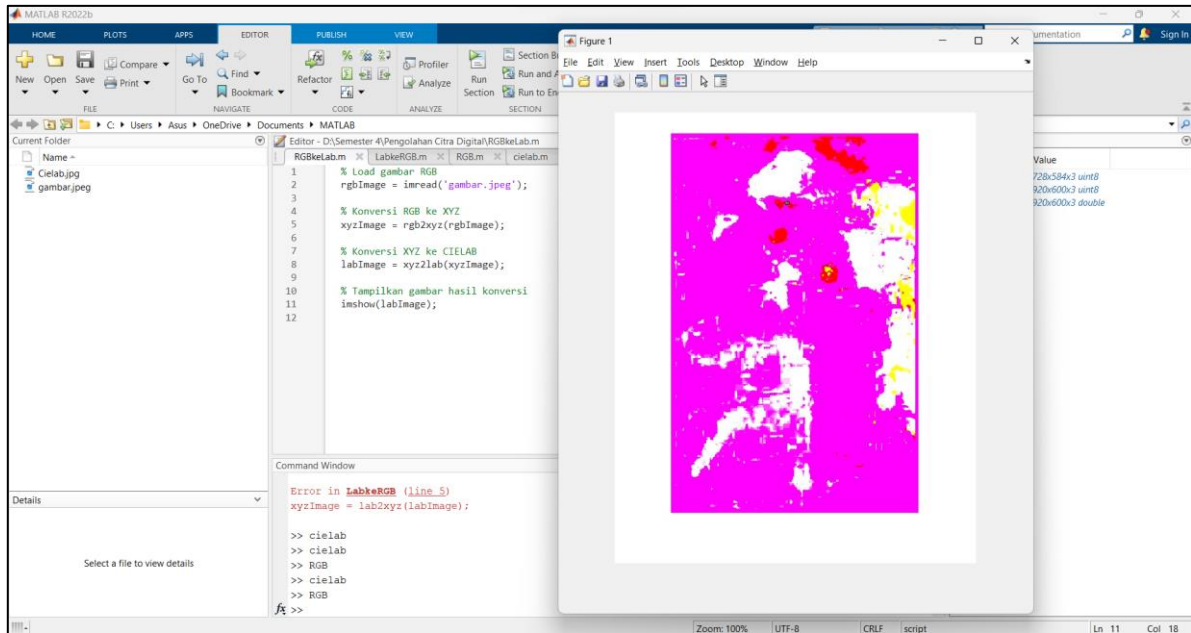 MATLAB R2022b
HOME PLOTS APPS EDITOR PUBLISH VIEW
umentation Sign In
New Open Save Compare Print Go To Find Bookmark Refactor Profiler Analyze Run Section Section Br Run and A Run to En
FILE NAVIGATE CODE ANALYZE SECTION
C: Users Asus OneDrive Documents MATLAB
Current Folder
Name
Cielab.jpg
gambar.jpeg
Details
Select a file to view details
Editor - D:\Semester 4\Pengolahan Citra Digital\RGBkeLab.m
RGBkeLab.m LabkeRGB.m RGB.m cielab.m
1 % Load gambar RGB
2 rgbImage = imread('gambar.jpeg');
3
4 % Konversi RGB ke XYZ
5 xyzImage = rgb2xyz(rgbImage);
6
7 % Konversi XYZ ke CIELAB
8 labImage = xyz2lab(xyzImage);
9
10 % Tampilkan gambar hasil konversi
11 imshow(labImage);
12
Command Window
Error in LabkeRGB (line 5)
xyzImage = lab2xyz(labImage);
>> cielab
>> cielab
>> RGB
>> cielab
>> RGB
fx >>
Figure 1
File Edit View Insert Tools Desktop Window Help
Value
728x584x3 uint8
920x600x3 uint8
920x600x3 double
Zoom: 100% UTF-8 CRLF script Ln 11 Col 18